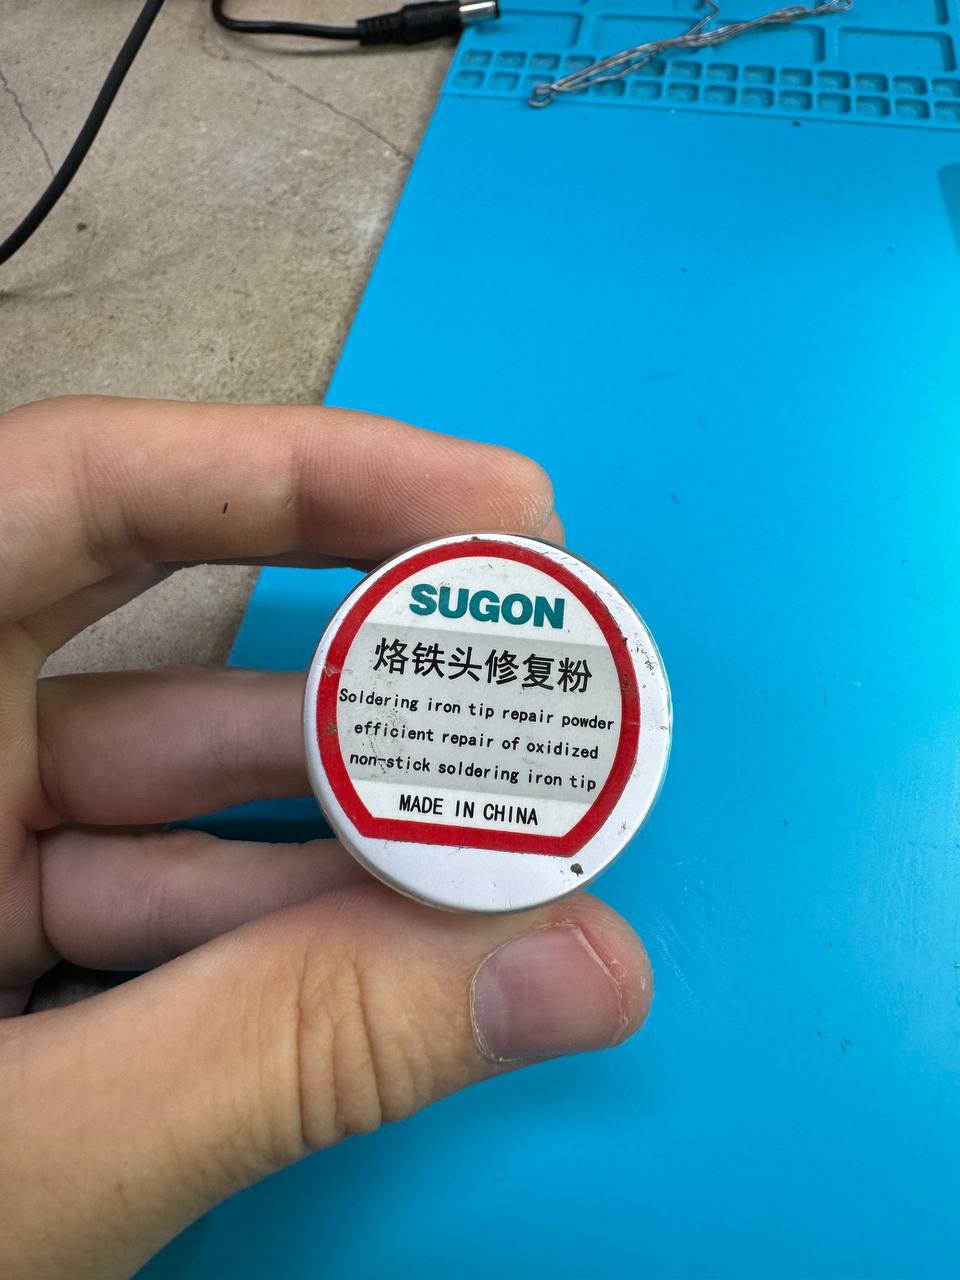 SUGON
烙铁头修复粉
Soldering iron tip repair powder
efficient repair of oxidized
non-stick soldering iron tip
MADE IN CHINA